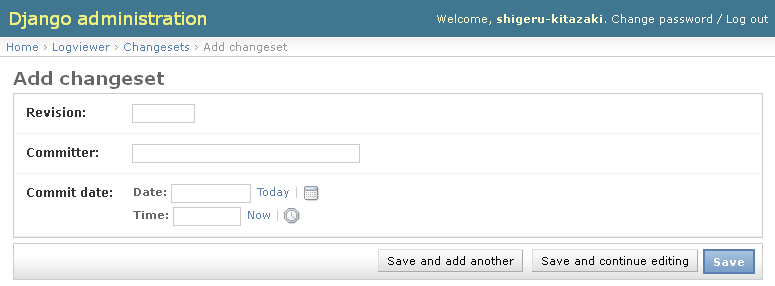 Django administration
Welcome, shigeru-kitazaki. Change password / Log out
Home › Logviewer › Changesets › Add changeset
Add changeset
Revision:
Committer:
Commit date: Date: Today |
Time: Now |
Save and add another Save and continue editing Save